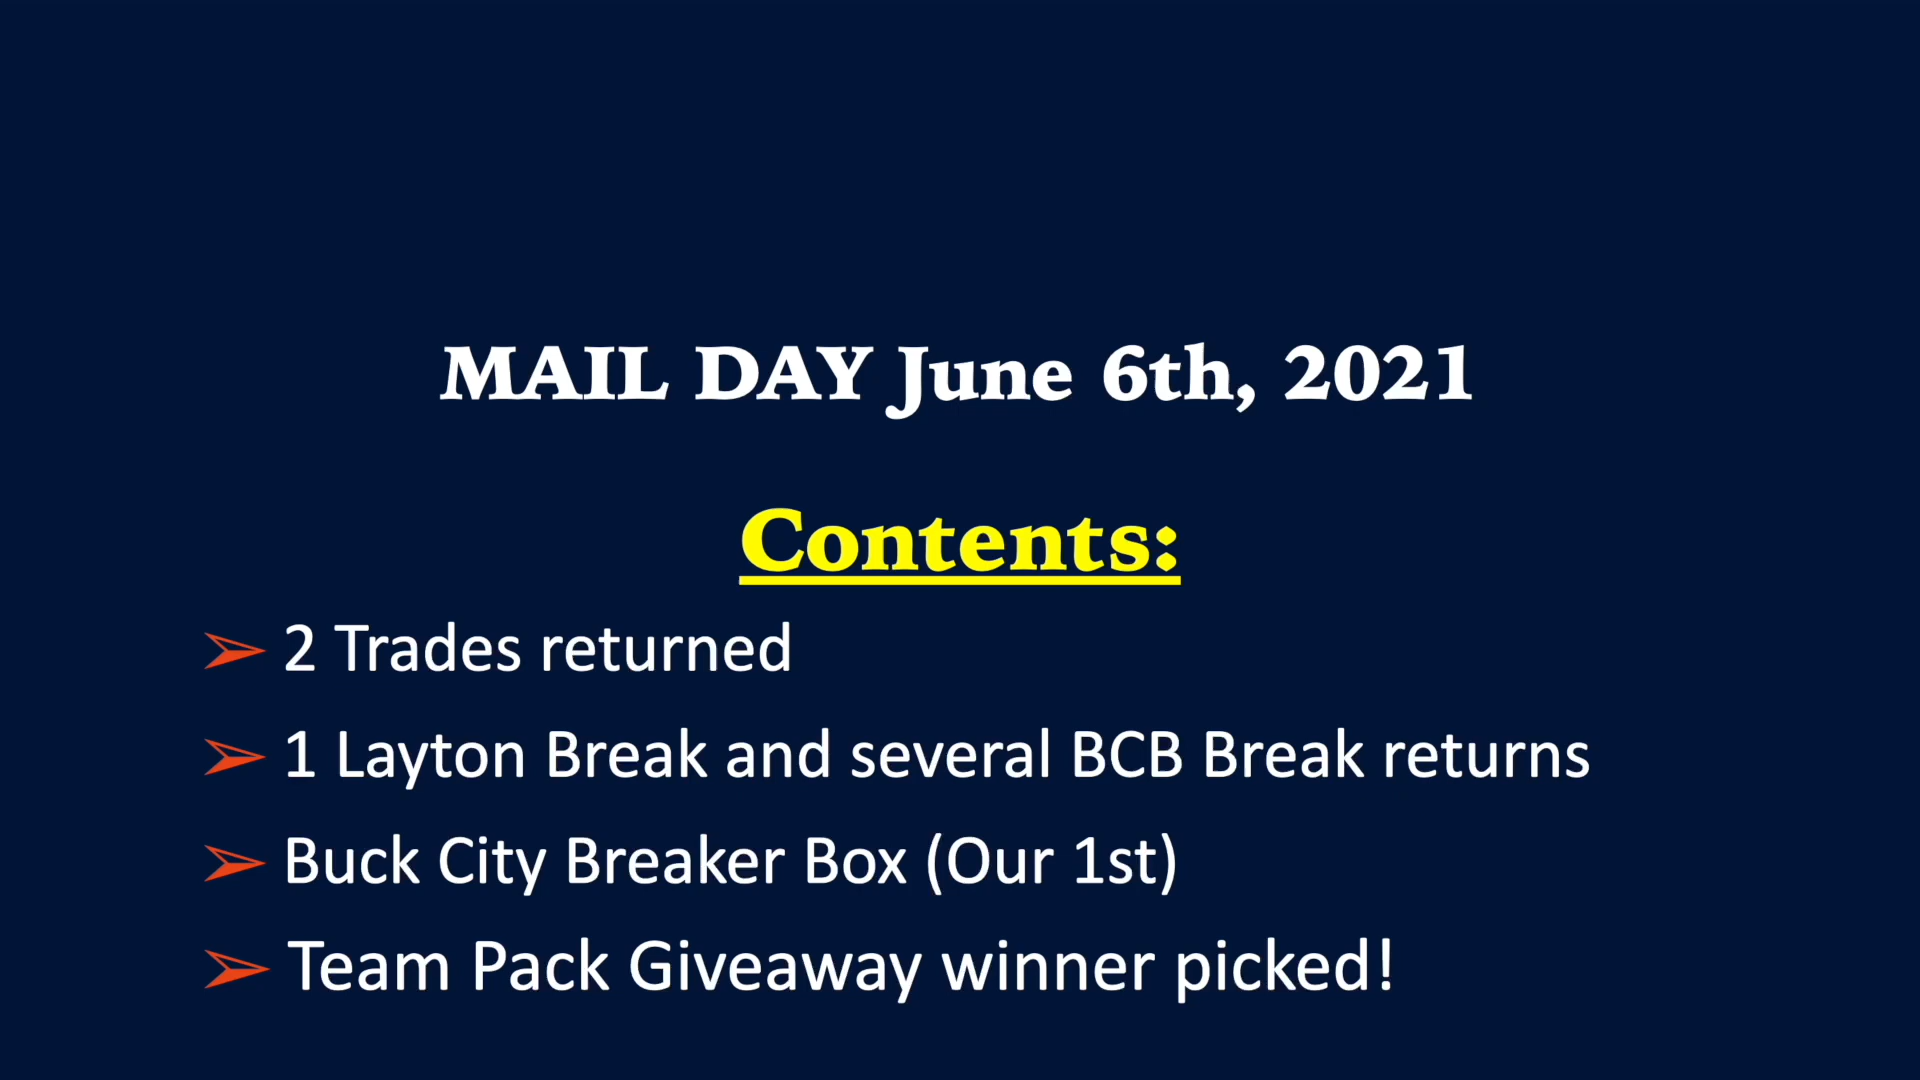 MAIL DAY June 6th, 2021
Contents:
➢ 2 Trades returned
➢ 1 Layton Break and several BCB Break returns
➢ Buck City Breaker Box (Our 1st)
➢ Team Pack Giveaway winner picked!